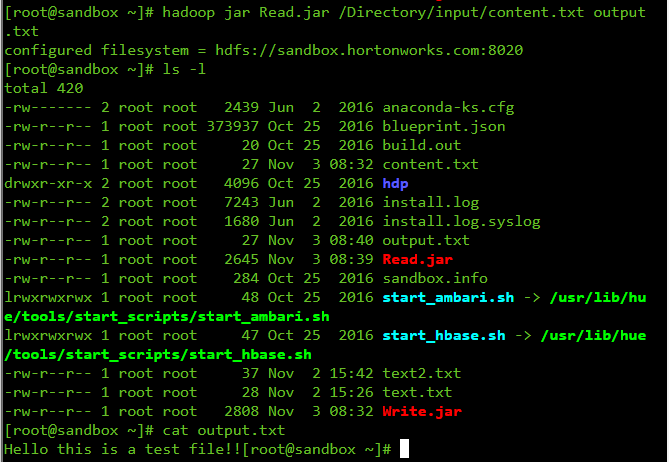 [root@sandbox ~]# hadoop jar Read.jar /Directory/input/content.txt output
.txt
configured filesystem = hdfs://sandbox.hortonworks.com:8020
[root@sandbox ~]# ls -l
total 420
-rw------- 2 root root   2439 Jun  2  2016 anaconda-ks.cfg
-rw-r--r-- 1 root root 373937 Oct 25  2016 blueprint.json
-rw-r--r-- 1 root root     20 Oct 25  2016 build.out
-rw-r--r-- 1 root root     27 Nov  3 08:32 content.txt
drwxr-xr-x 2 root root   4096 Oct 25  2016 hdp
-rw-r--r-- 2 root root   7243 Jun  2  2016 install.log
-rw-r--r-- 2 root root   1680 Jun  2  2016 install.log.syslog
-rw-r--r-- 1 root root     27 Nov  3 08:40 output.txt
-rw-r--r-- 1 root root   2645 Nov  3 08:39 Read.jar
-rw-r--r-- 1 root root    284 Oct 25  2016 sandbox.info
lrwxrwxrwx 1 root root     48 Oct 25  2016 start_ambari.sh -> /usr/lib/hu
e/tools/start_scripts/start_ambari.sh
lrwxrwxrwx 1 root root     47 Oct 25  2016 start_hbase.sh -> /usr/lib/hue
/tools/start_scripts/start_hbase.sh
-rw-r--r-- 1 root root     37 Nov  2 15:42 text2.txt
-rw-r--r-- 1 root root     28 Nov  2 15:26 text.txt
-rw-r--r-- 1 root root   2808 Nov  3 08:32 Write.jar
[root@sandbox ~]# cat output.txt
Hello this is a test file!![root@sandbox ~]#